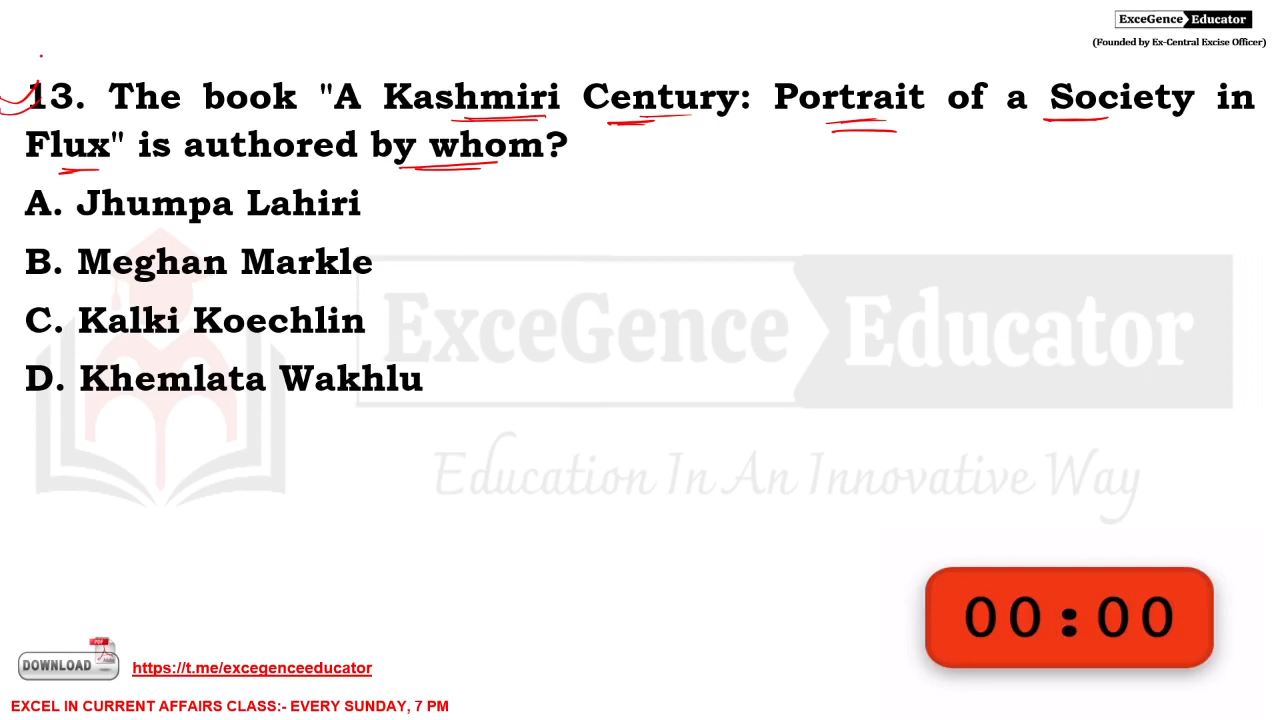 ExceGence Educator
(Founded by Ex-Central Excise Officer)
13. The book "A Kashmiri Century: Portrait of a Society in
Flux" is authored by whom?
A. Jhumpa Lahiri
B. Meghan Markle
C. Kalki Koechlin
D. Khemlata Wakhlu
ExceGence Educator
Education In An Innovative Way
00:00
PDF
DOWNLOAD
https://t.me/excegenceeducator
EXCEL IN CURRENT AFFAIRS CLASS:- EVERY SUNDAY, 7 PM